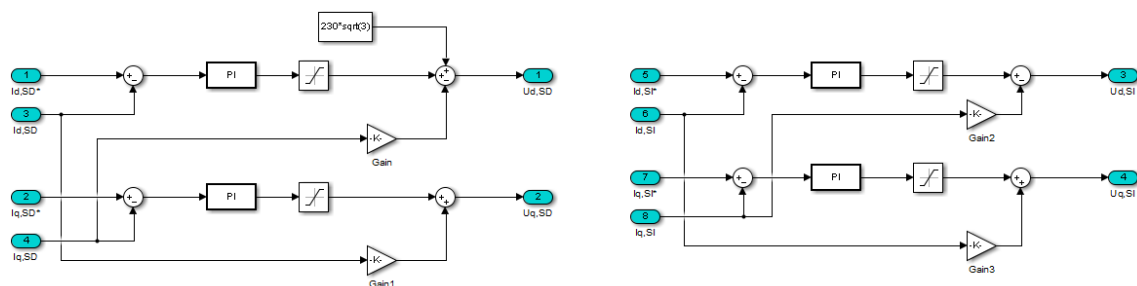 230*sqrt(3)
1
Id,SD*
3
Id,SD
PI
-K-
Gain
1
Ud,SD
2
Iq,SD*
4
Iq,SD
PI
-K-
Gain1
2
Uq,SD
5
Id,SI*
6
Id,SI
PI
-K-
Gain2
3
Ud,SI
7
Iq,SI*
8
Iq,SI
PI
-K-
Gain3
4
Uq,SI